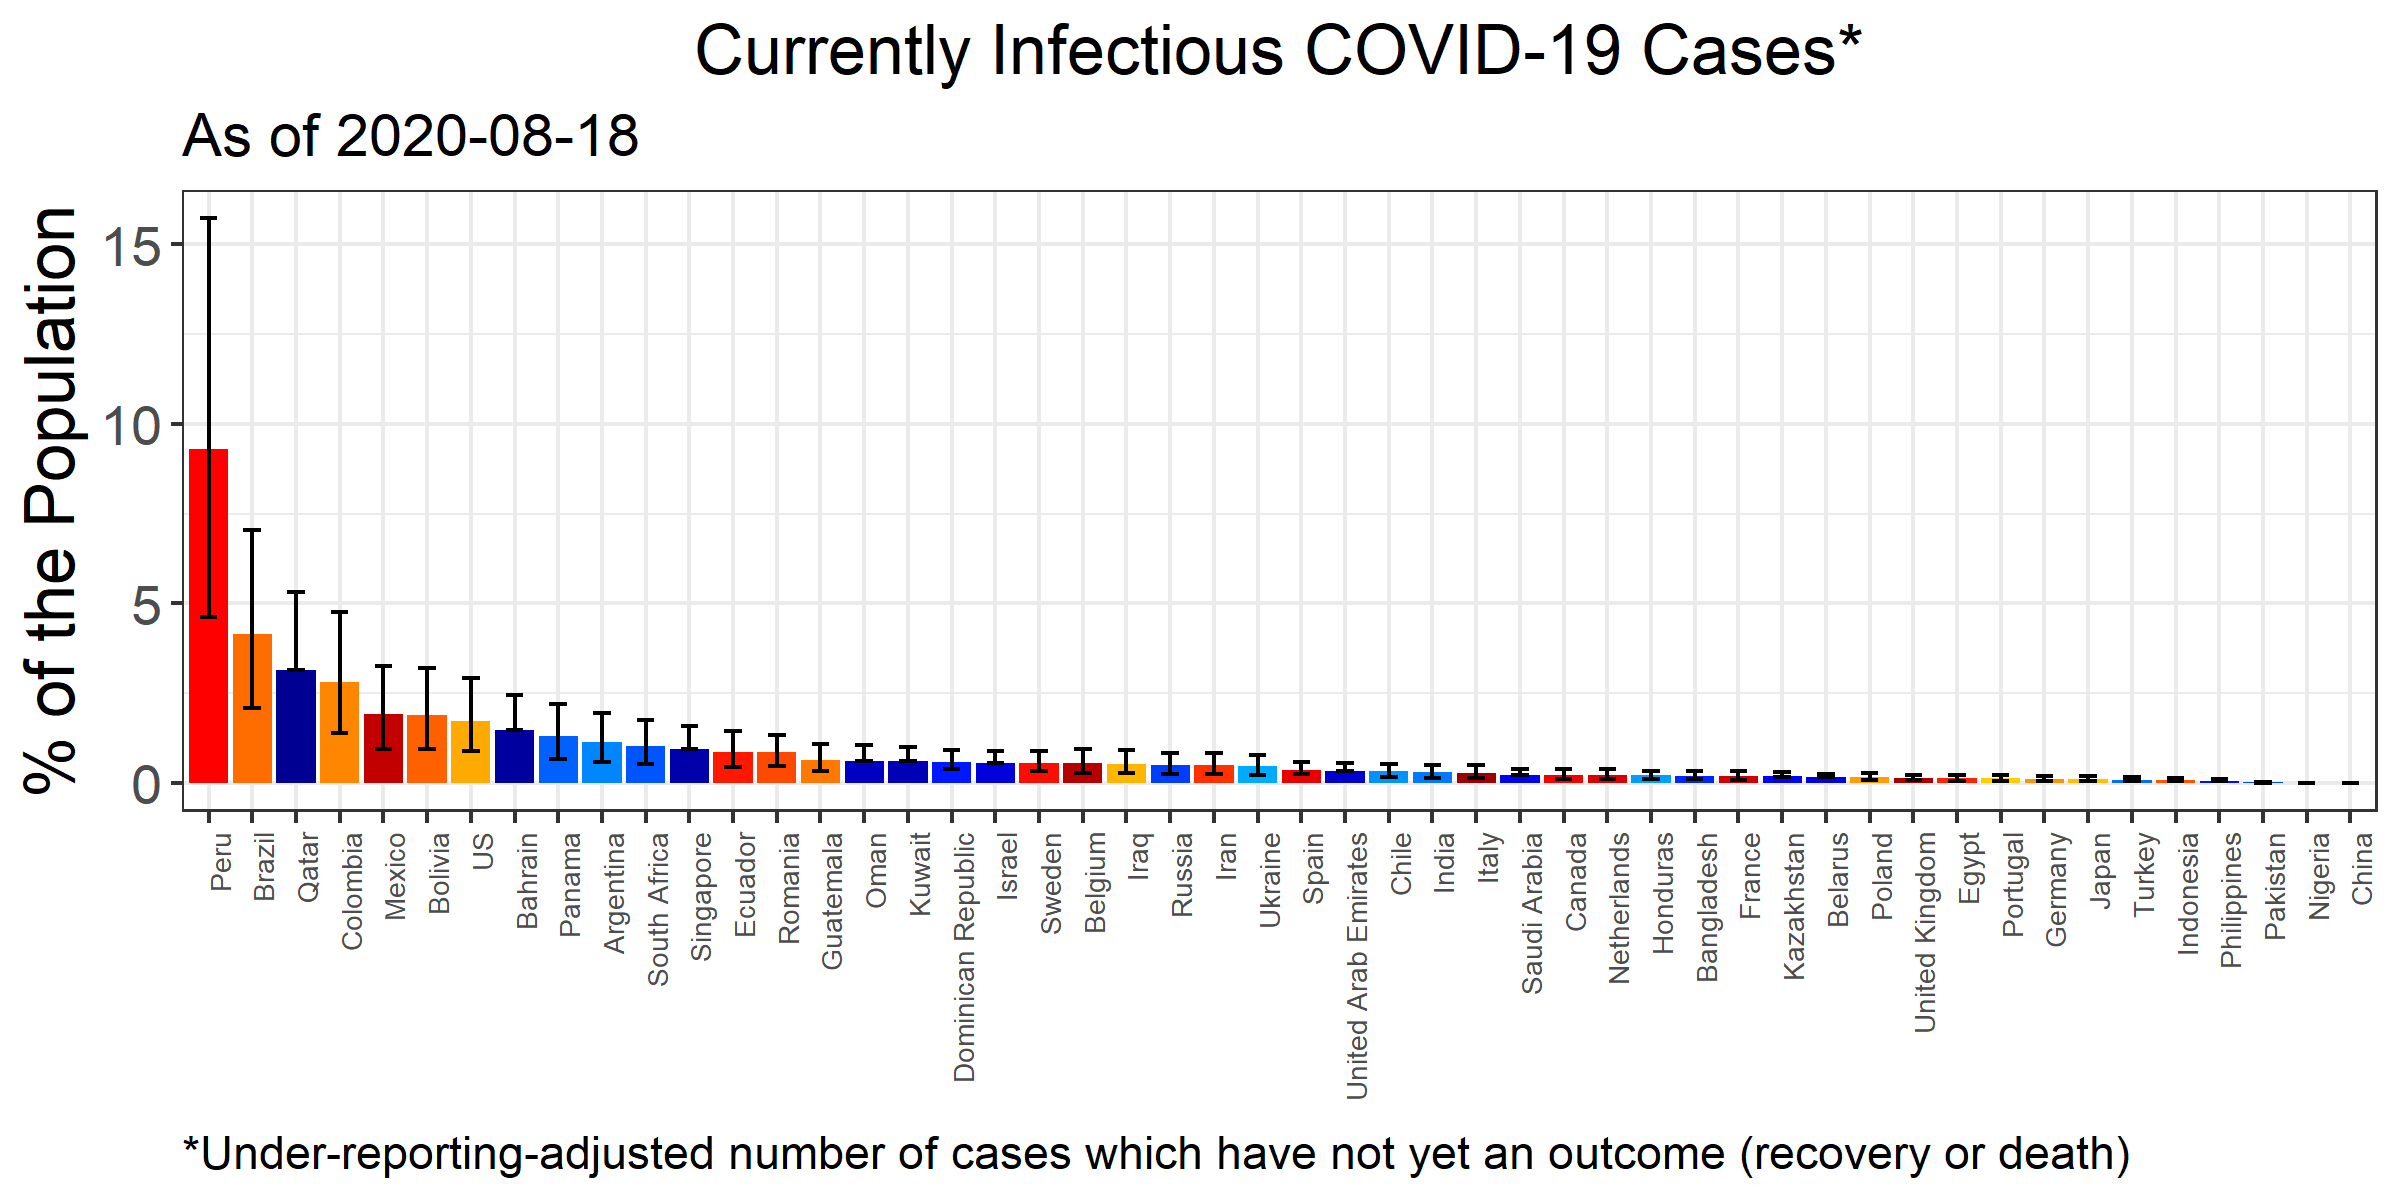 Currently Infectious COVID-19 Cases*
As of 2020-08-18
% of the Population
15
10
5
0
Peru
Brazil
Qatar
Colombia
Mexico
Bolivia
US
Bahrain
Panama
Argentina
South Africa
Singapore
Ecuador
Romania
Guatemala
Oman
Kuwait
Dominican Republic
Israel
Sweden
Belgium
Iraq
Russia
Iran
Ukraine
Spain
United Arab Emirates
Chile
India
Italy
Saudi Arabia
Canada
Netherlands
Honduras
Bangladesh
France
Kazakhstan
Belarus
Poland
United Kingdom
Egypt
Portugal
Germany
Japan
Turkey
Indonesia
Philippines
Pakistan
Nigeria
China
*Under-reporting-adjusted number of cases which have not yet an outcome (recovery or death)